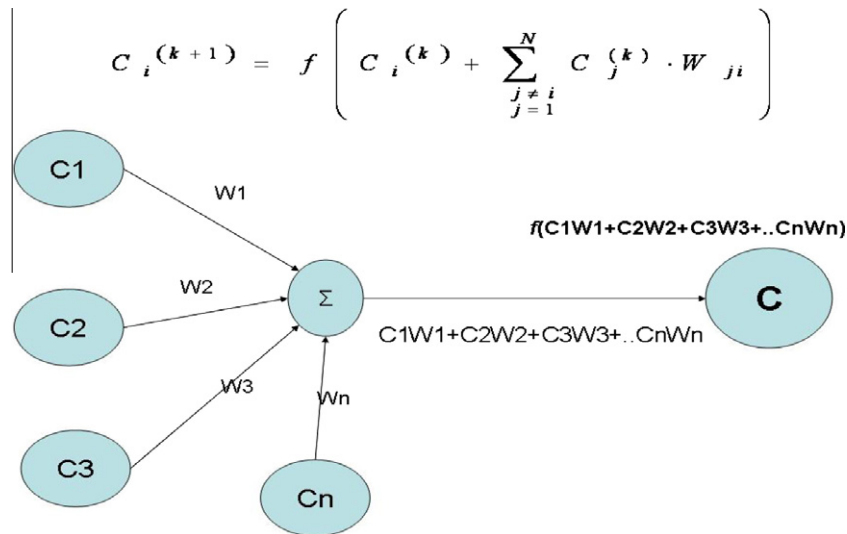 C i (k + 1) = f ( C i (k) + N ∑ j ≠ i j = 1 C j (k) · W ji )
C1
W1
f(C1W1+C2W2+C3W3+..CnWn)
W2
Σ
C
C2
C1W1+C2W2+C3W3+..CnWn
W3
Wn
C3
Cn